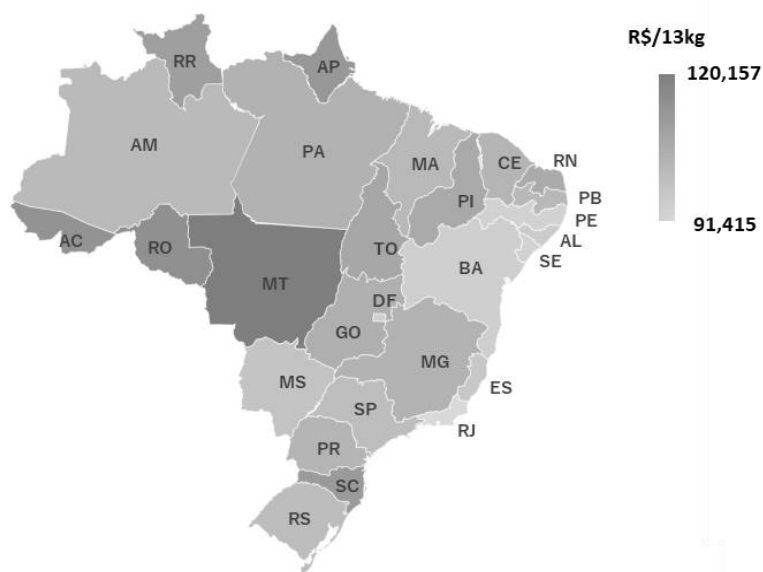 R$/13kg
120,157
91,415
RR
AP
AM
PA
MA
CE
RN
PB
PE
AL
SE
PI
AC
RO
TO
BA
MT
DF
GO
MG
MS
ES
SP
RJ
PR
SC
RS